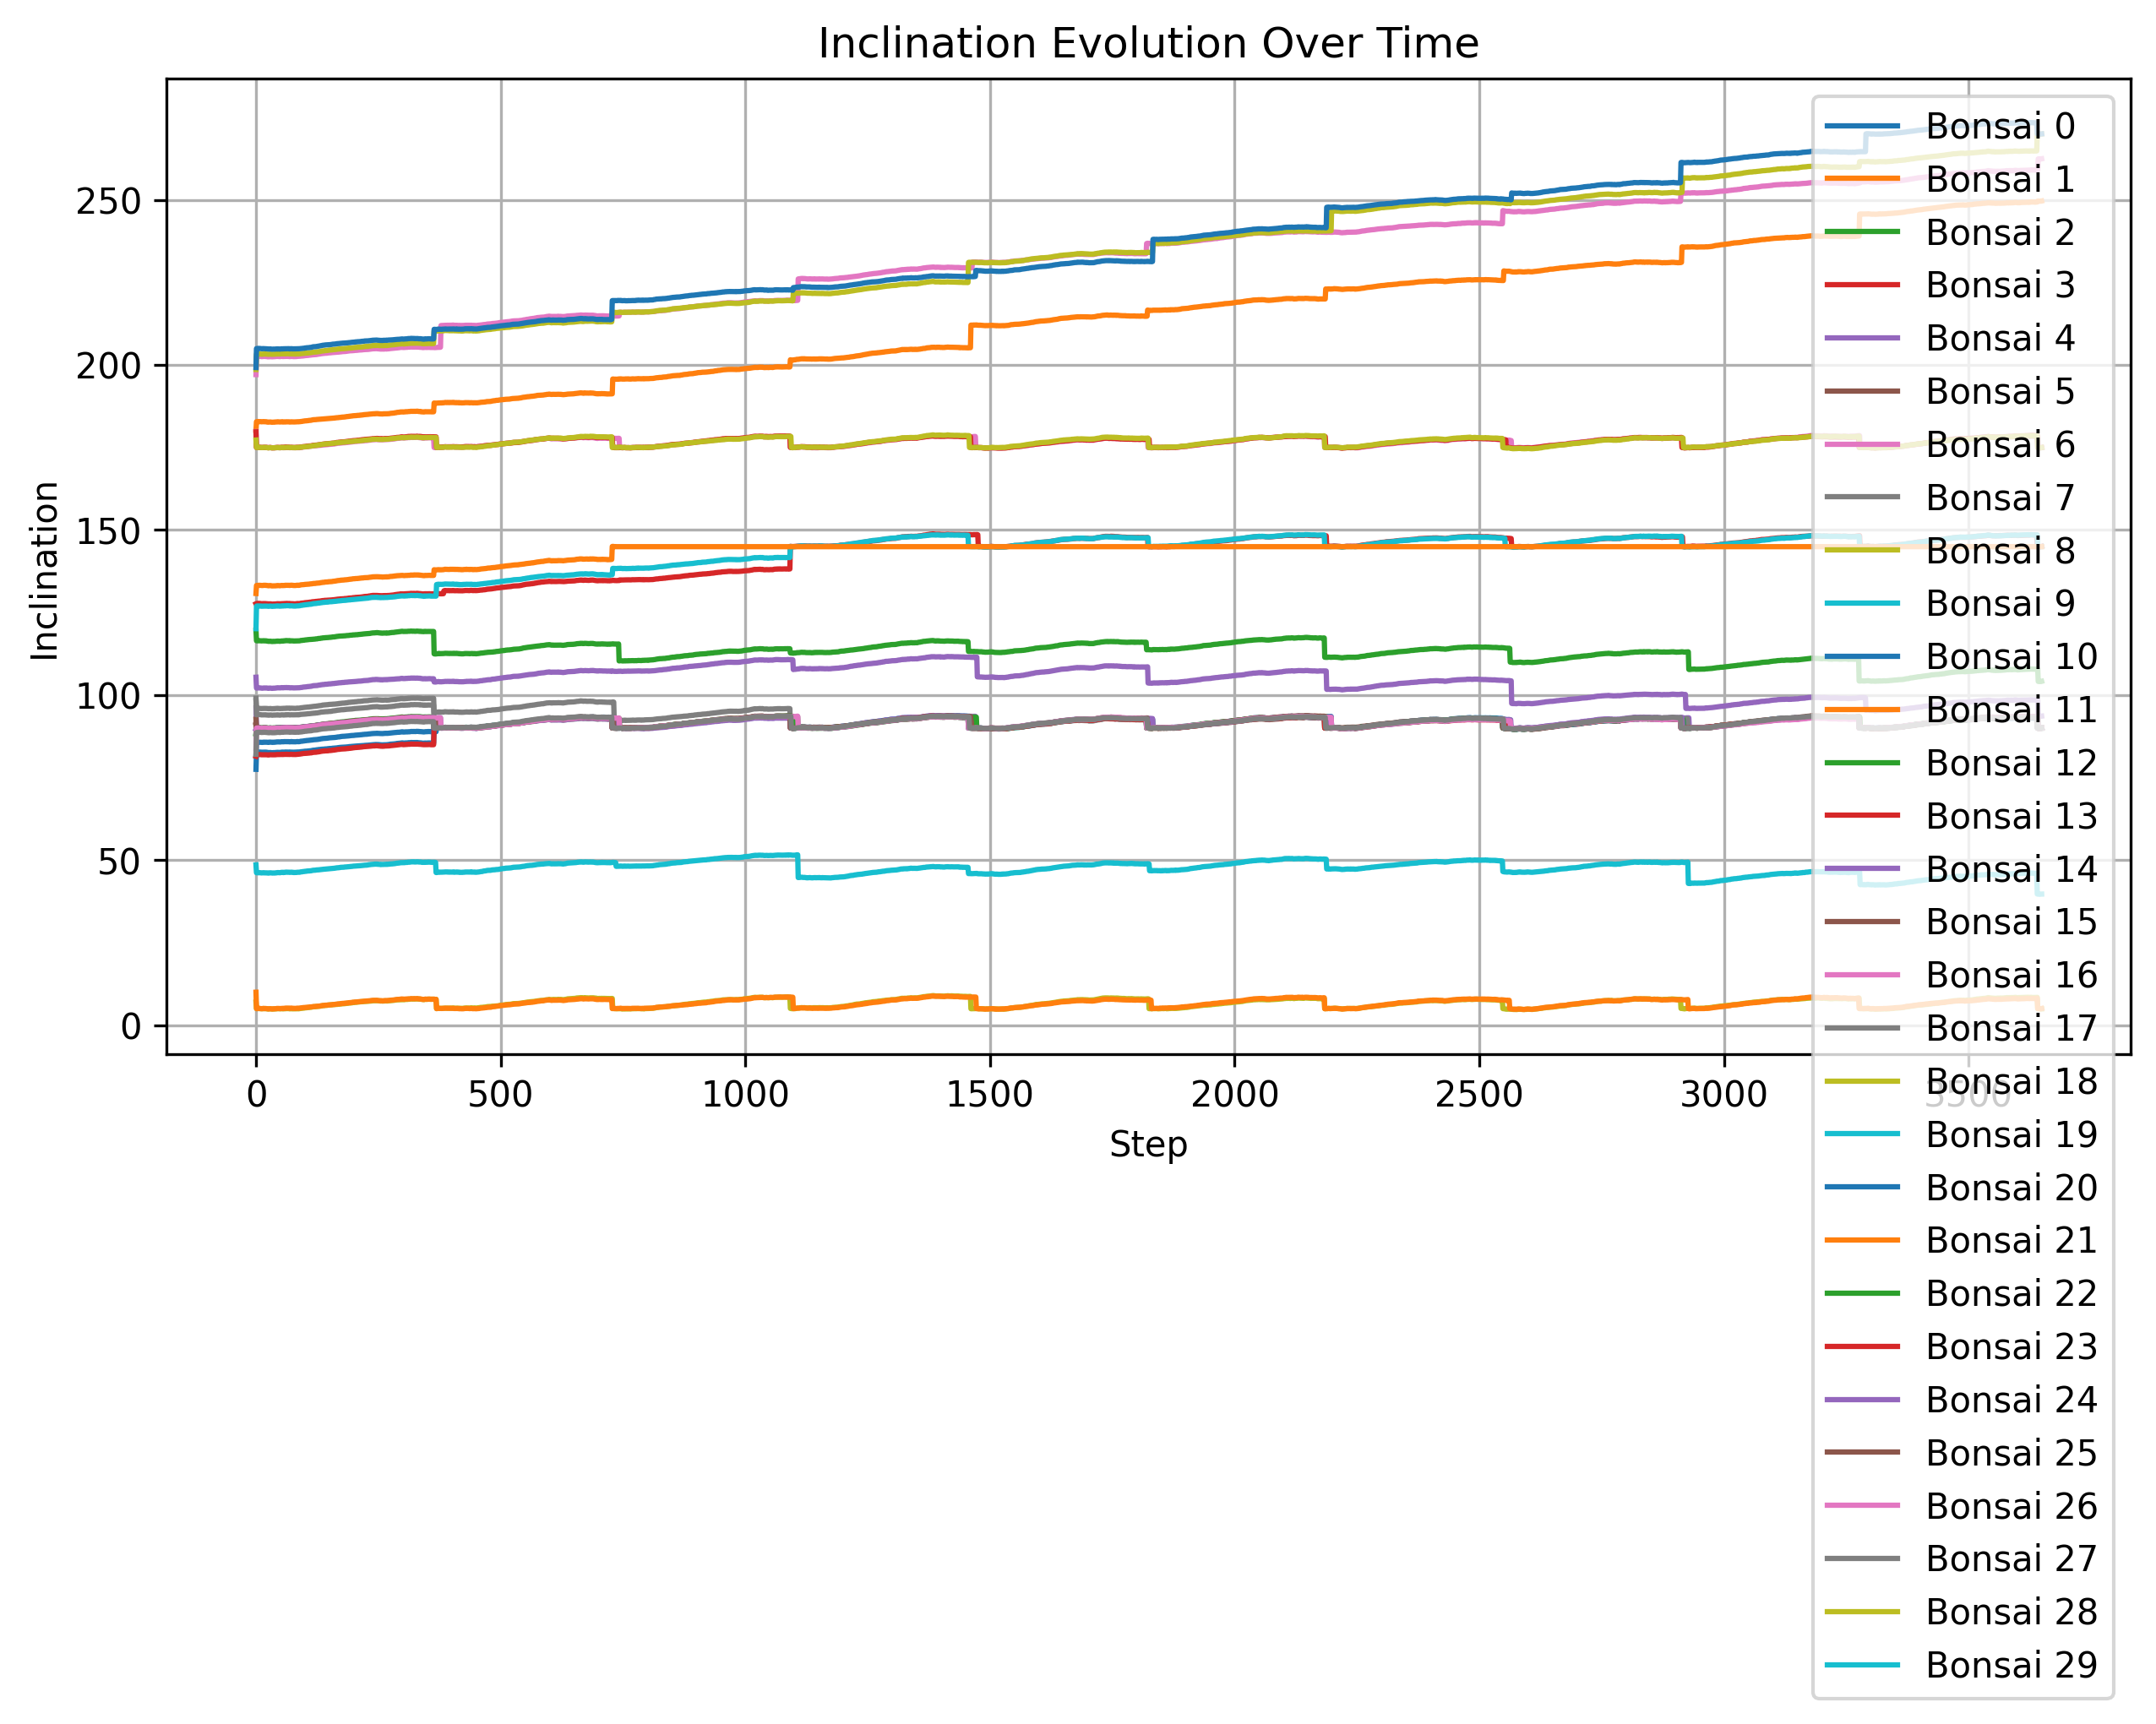 Inclination Evolution Over Time
Inclination
250
200
150
100
50
0
0 500 1000 1500 2000 2500 3000 3500
Step
Bonsai 0
Bonsai 1
Bonsai 2
Bonsai 3
Bonsai 4
Bonsai 5
Bonsai 6
Bonsai 7
Bonsai 8
Bonsai 9
Bonsai 10
Bonsai 11
Bonsai 12
Bonsai 13
Bonsai 14
Bonsai 15
Bonsai 16
Bonsai 17
Bonsai 18
Bonsai 19
Bonsai 20
Bonsai 21
Bonsai 22
Bonsai 23
Bonsai 24
Bonsai 25
Bonsai 26
Bonsai 27
Bonsai 28
Bonsai 29